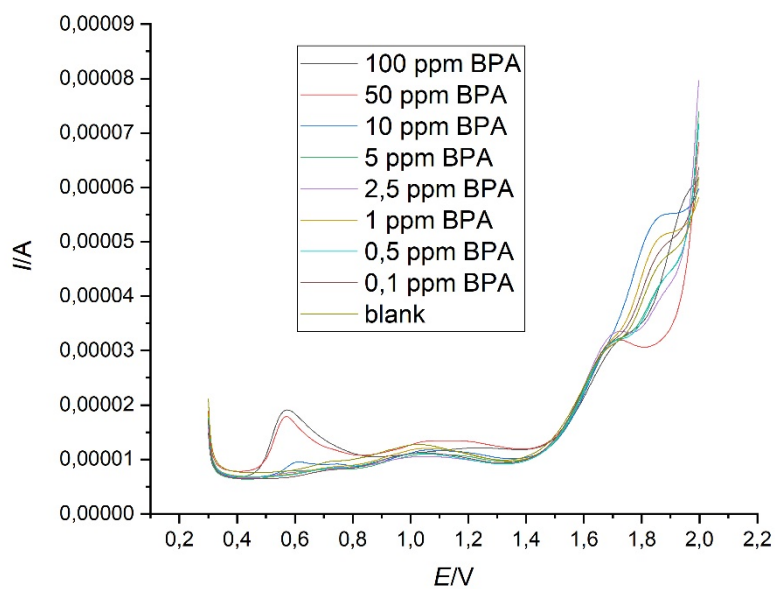 0,00009
0,00008
0,00007
0,00006
0,00005
0,00004
0,00003
0,00002
0,00001
0,00000
I/A
100 ppm BPA
50 ppm BPA
10 ppm BPA
5 ppm BPA
2,5 ppm BPA
1 ppm BPA
0,5 ppm BPA
0,1 ppm BPA
blank
0,2 0,4 0,6 0,8 1,0 1,2 1,4 1,6 1,8 2,0 2,2
E/V